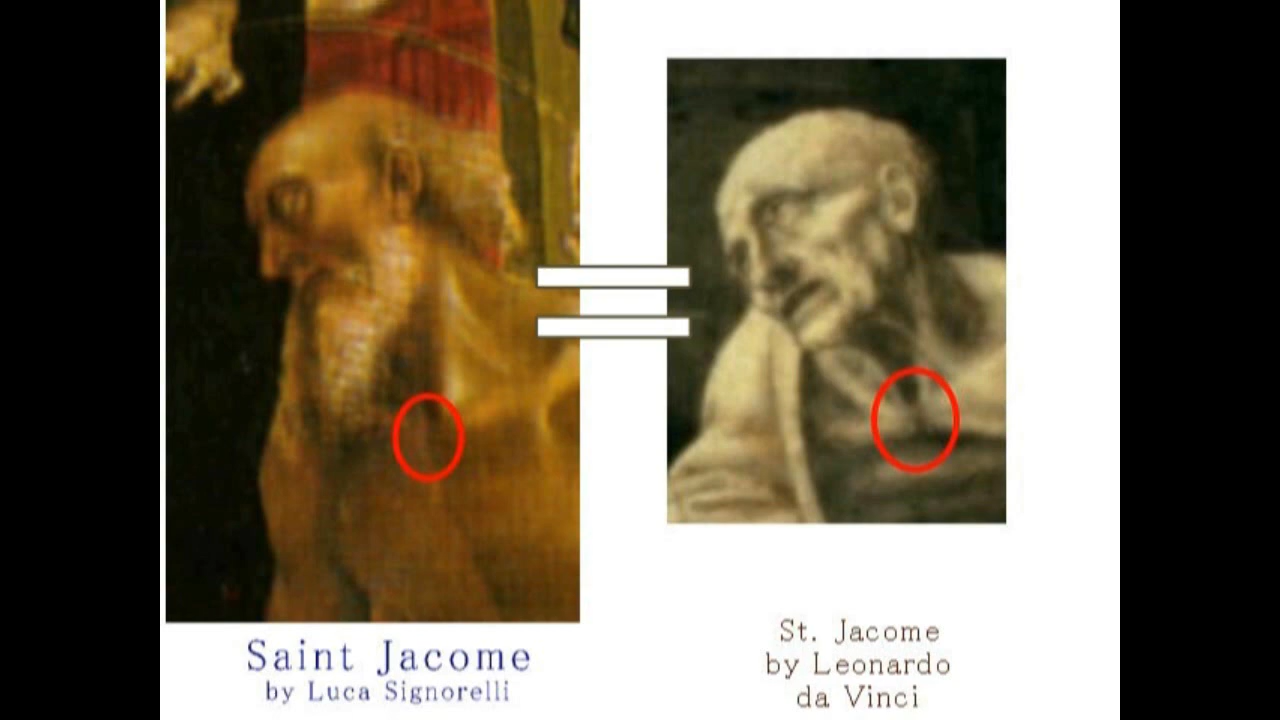 Saint Jacome
by Luca Signorelli
St. Jacome
by Leonardo
da Vinci